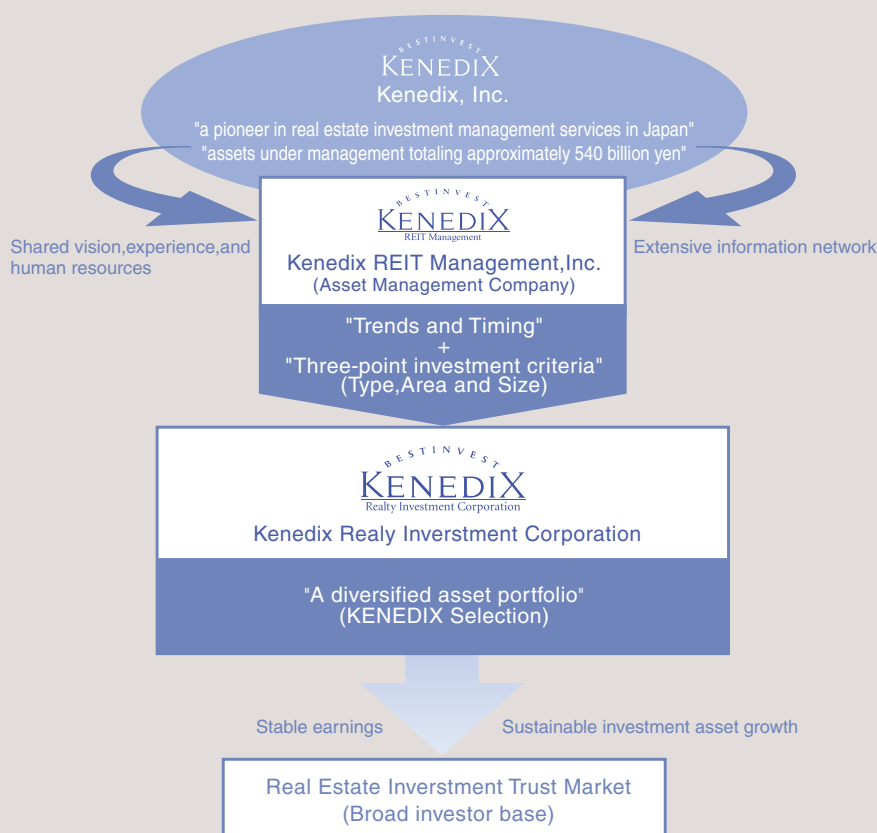 BESTINVEST
KENEDIX
Kenedix, Inc.
"a pioneer in real estate investment management services in Japan"
"assets under management totaling approximately 540 billion yen"
BESTINVEST
KENEDIX
REIT Management
Shared vision,experience,and
human resources
Extensive information network
Kenedix REIT Management,Inc.
(Asset Management Company)
"Trends and Timing"
+
"Three-point investment criteria"
(Type,Area and Size)
BESTINVEST
KENEDIX
Realty Investment Corporation
Kenedix Realy Inverstment Corporation
"A diversified asset portfolio"
(KENEDIX Selection)
Stable earnings
Sustainable investment asset growth
Real Estate Inverstment Trust Market
(Broad investor base)